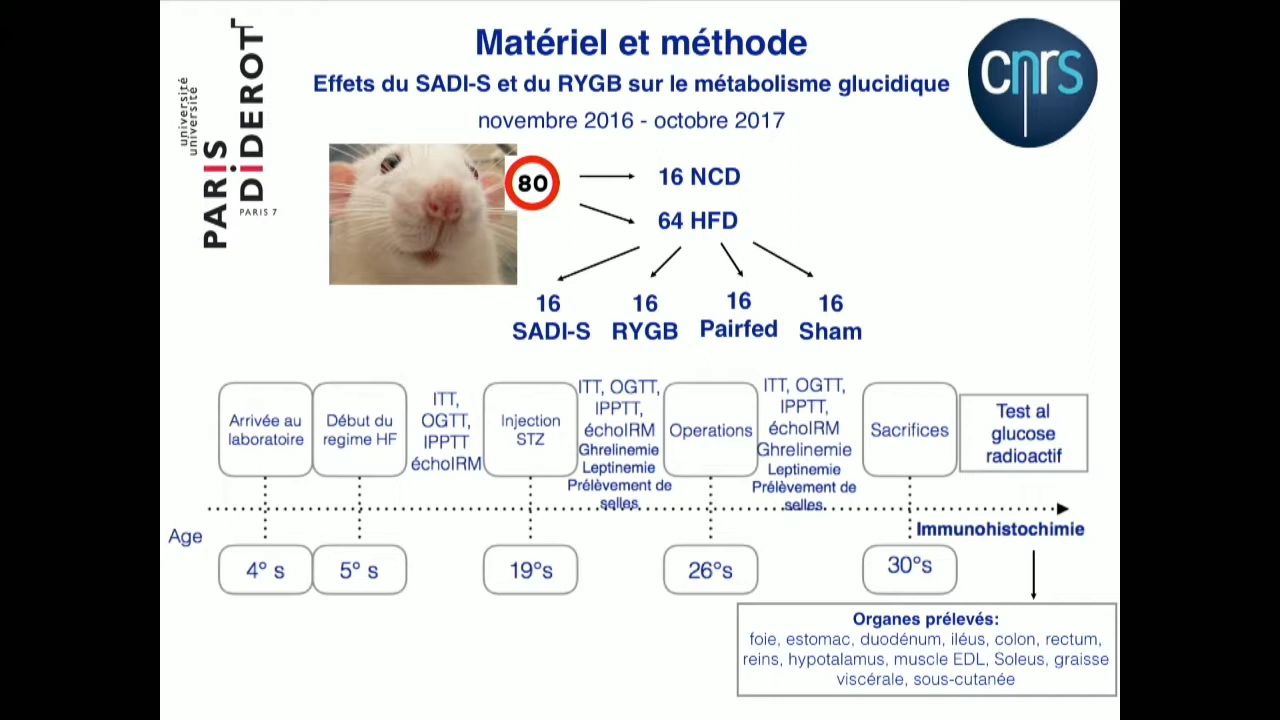 université
université
PARIS
DiDEROT
PARIS 7
Matériel et méthode
Effets du SADI-S et du RYGB sur le métabolisme glucidique
novembre 2016 - octobre 2017
cnrs
80
16 NCD
64 HFD
16
SADI-S
16
RYGB
16
Pairfed
16
Sham
Arrivée au
laboratoire
Début du
regime HF
ITT,
OGTT,
IPPTT
échoIRM
Injection
STZ
ITT, OGTT,
IPPTT,
échoIRM
Ghrelinemie
Leptinemie
Prélèvement de
selles
Operations
ITT, OGTT,
IPPTT,
échoIRM
Ghrelinemie
Leptinemie
Prélèvement de
selles
Sacrifices
Test al
glucose
radioactif
Age
4° s
5° s
19°s
26°s
30°s
Immunohistochimie
Organes prélevés:
foie, estomac, duodénum, iléus, colon, rectum,
reins, hypotalamus, muscle EDL, Soleus, graisse
viscérale, sous-cutanée